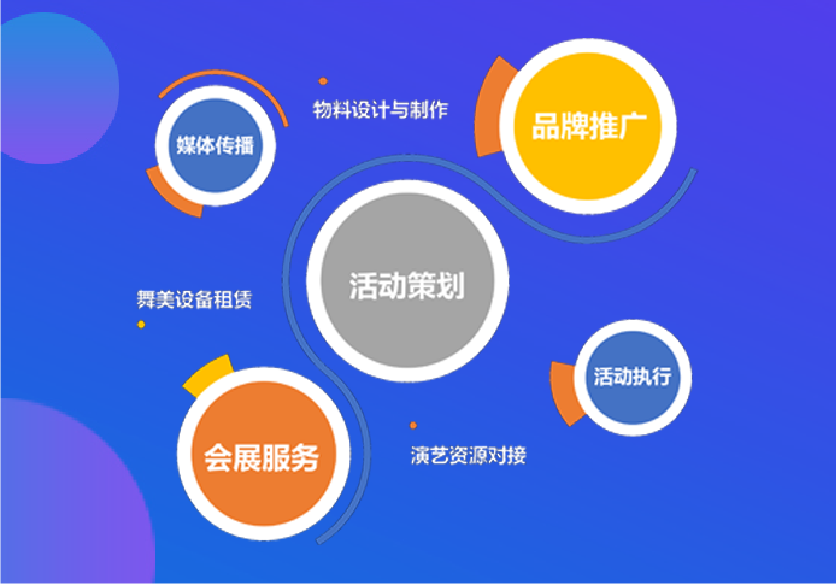 物料设计与制作
品牌推广
媒体传播
活动策划
舞美设备租赁
活动执行
会展服务
演艺资源对接